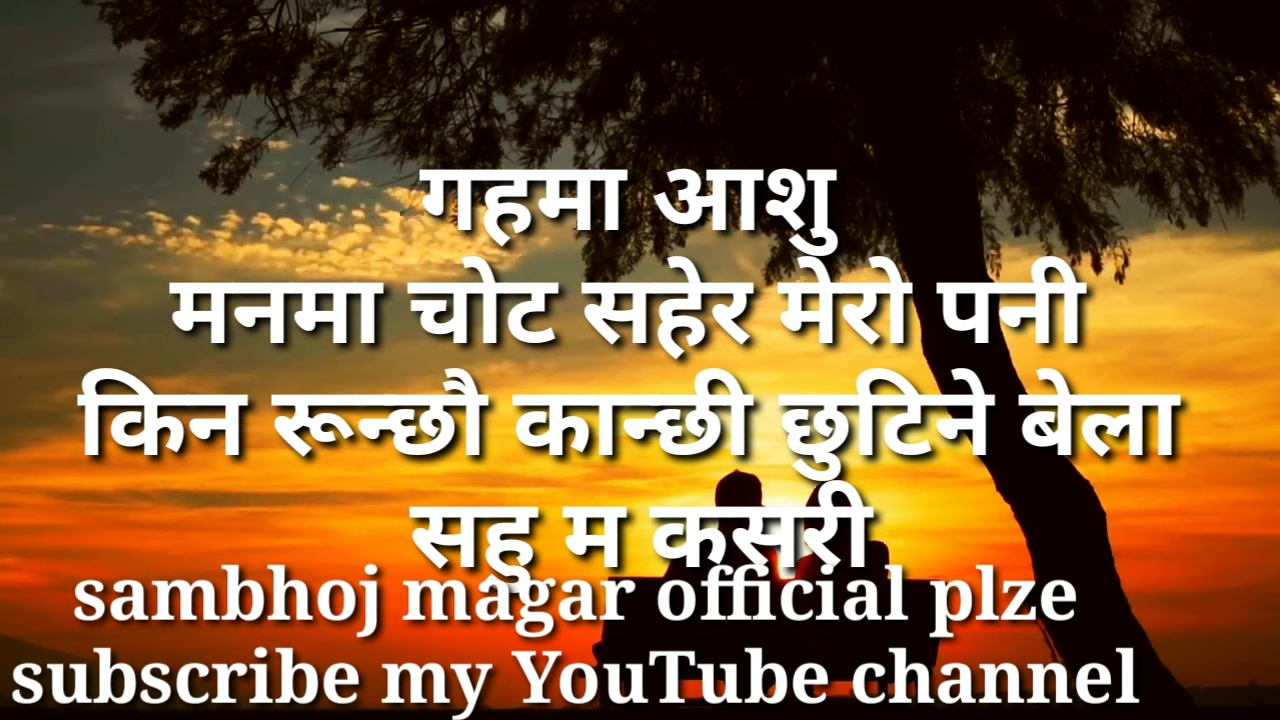 गहमा आशु
मनमा चोट सहेर मेरो पनी
किन रून्छौ कान्छी छुटिने बेला
सहु म कसरी
sambhoj magar official plze
subscribe my YouTube channel